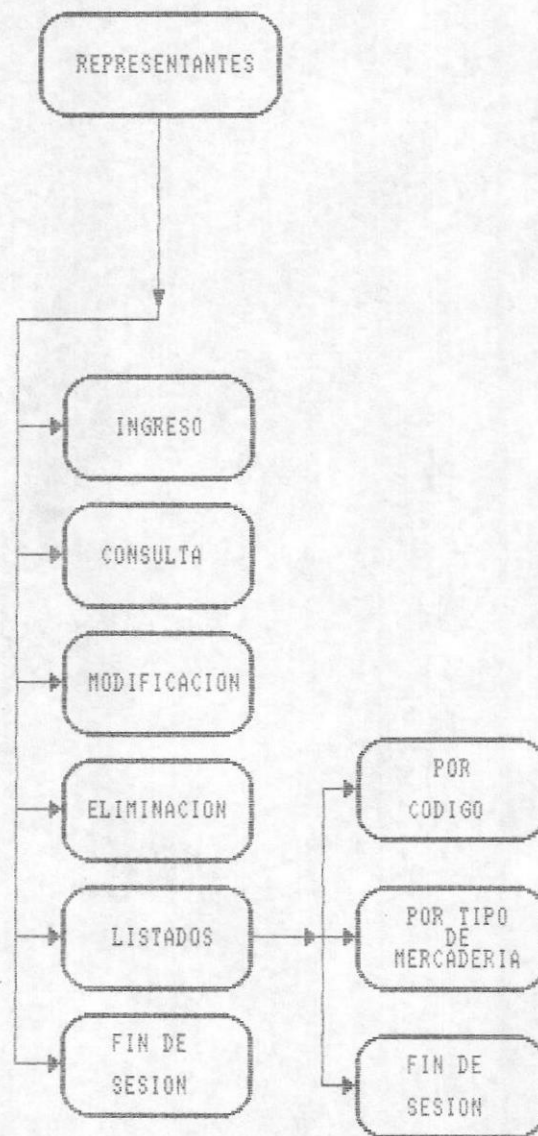 REPRESENTANTES
INGRESO
CONSULTA
MODIFICACION
ELIMINACION
LISTADOS
FIN DE
SESION
POR
CODIGO
POR TIPO
DE
MERCADERIA
FIN DE
SESION